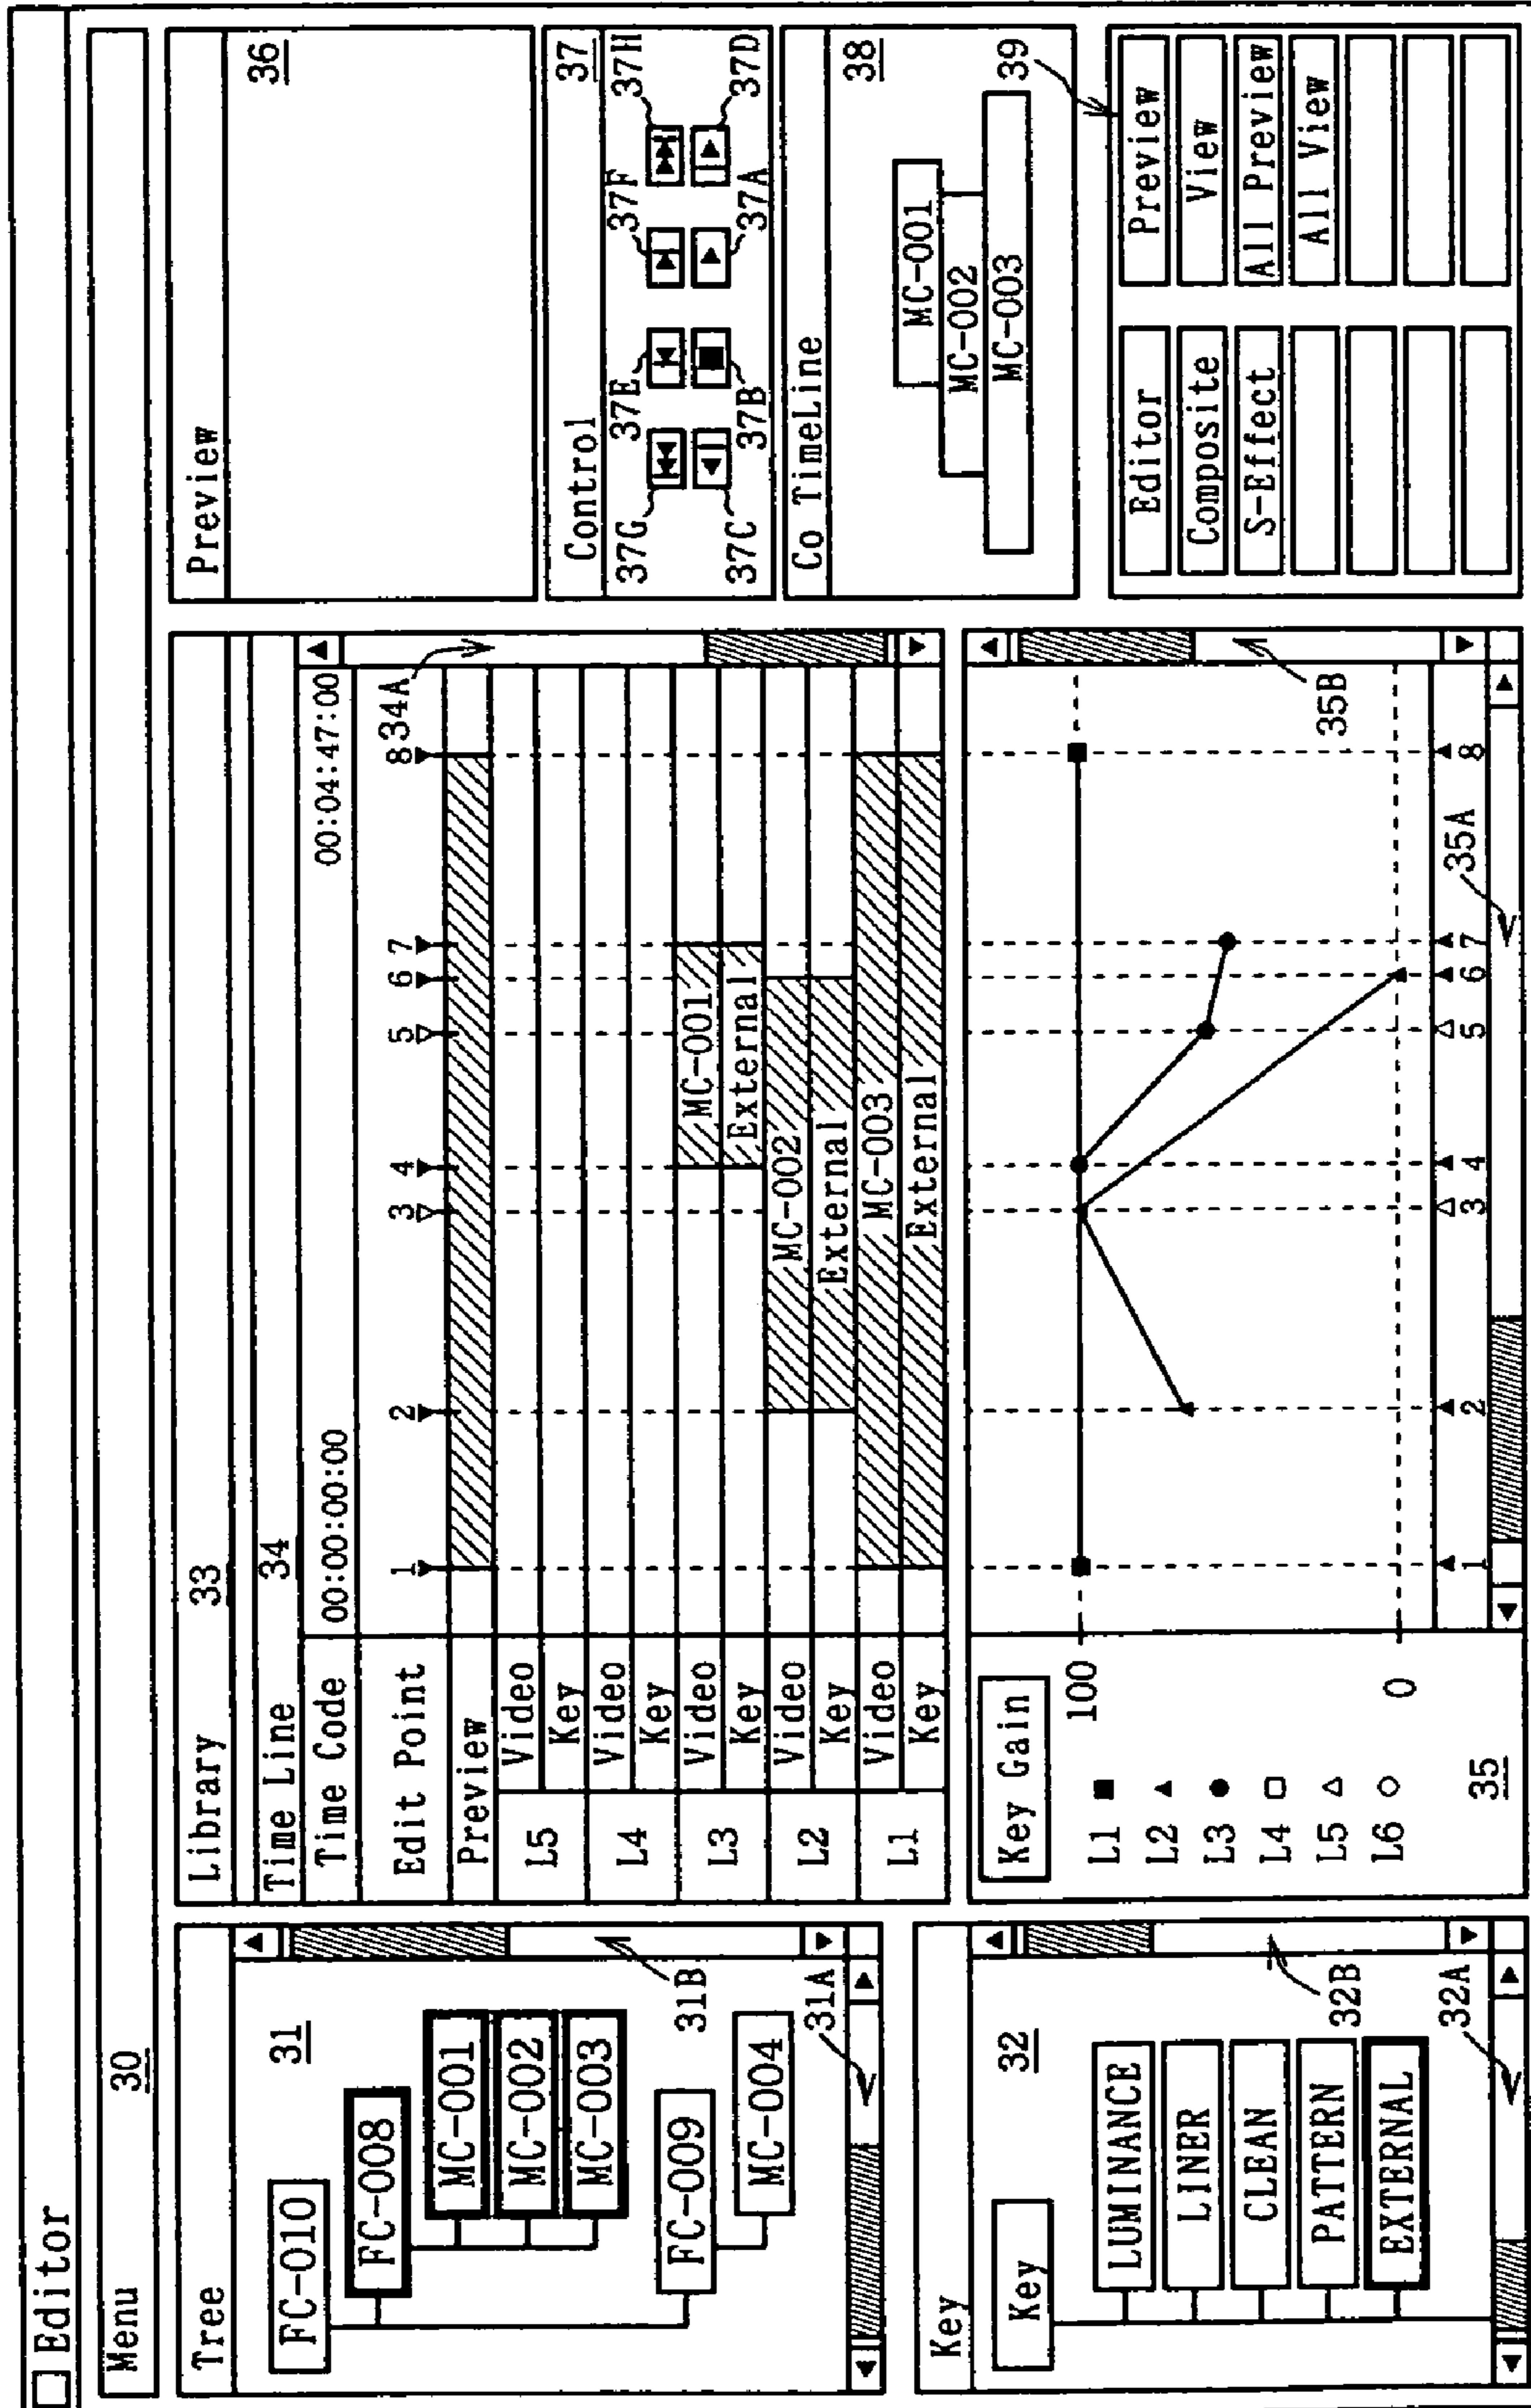 Editor
Menu 30
Tree
31
FC-010
FC-008
MC-001
MC-002
MC-003
FC-009
MC-004
31B
31A
Key
32
Key
LUMINANCE
LINER
CLEAN
PATTERN
EXTERNAL
32B
32A
Library 33
Time Line 34
Time Code 00:00:00:00 00:04:47:00
Edit Point 1 2 3 4 5 6 7 8
34A
Preview
L5 Video
Key
L4 Video
Key
L3 Video MC-001
Key External
L2 Video MC-002
Key External
L1 Video MC-003
Key External
Key Gain
100
L1 ■
L2 ▲
L3 ●
L4 □
L5 △
L6 ○
0
35
35B
1 2 3 4 5 6 7 8
35A
Preview
36
Control 37
37G 37E 37F 37H
37C 37B 37A 37D
Co TimeLine
38
MC-001
MC-002
MC-003
39
Editor Preview
Composite View
S-Effect All Preview
All View